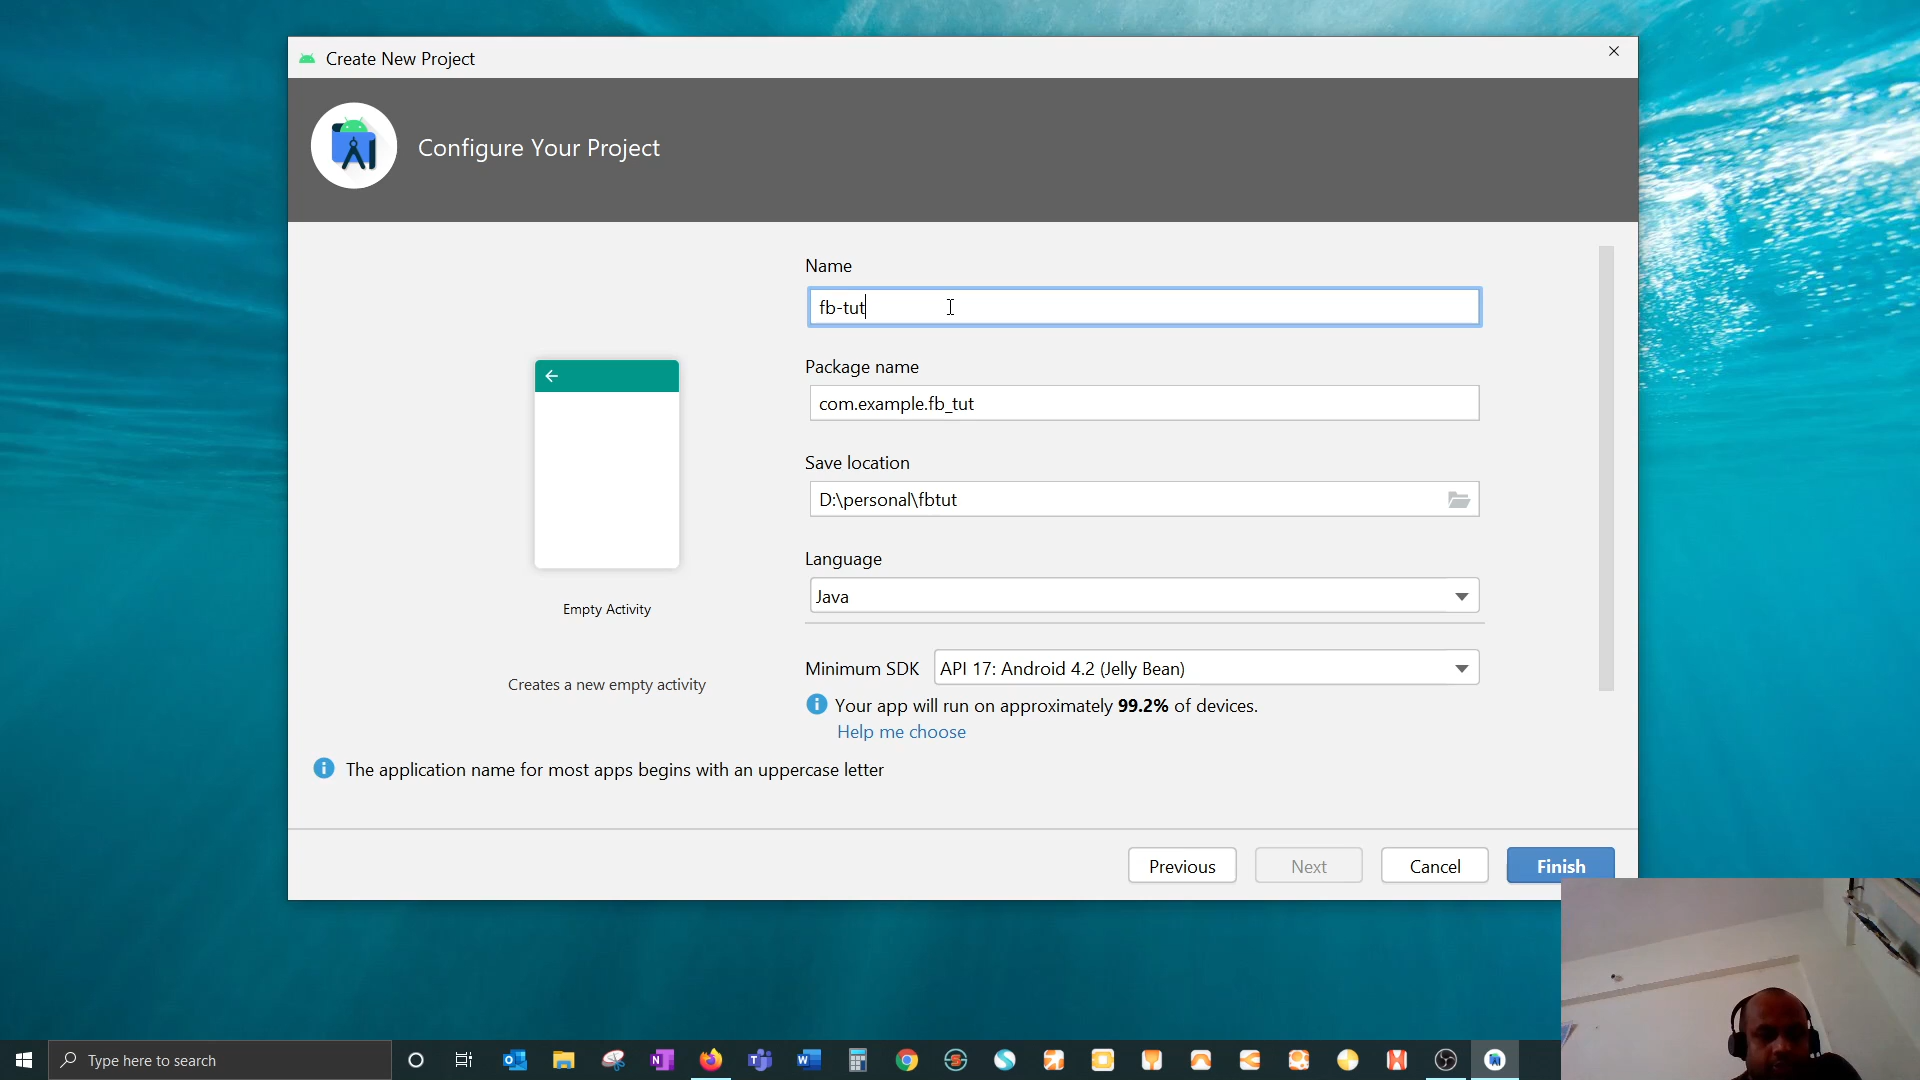 Create New Project
Configure Your Project
Name
fb-tut
Package name
com.example.fb_tut
Save location
D:\personal\fbtut
Language
Java
Empty Activity
Minimum SDK API 17: Android 4.2 (Jelly Bean)
Creates a new empty activity
Your app will run on approximately 99.2% of devices.
Help me choose
The application name for most apps begins with an uppercase letter
Previous Next Cancel Finish
Type here to search